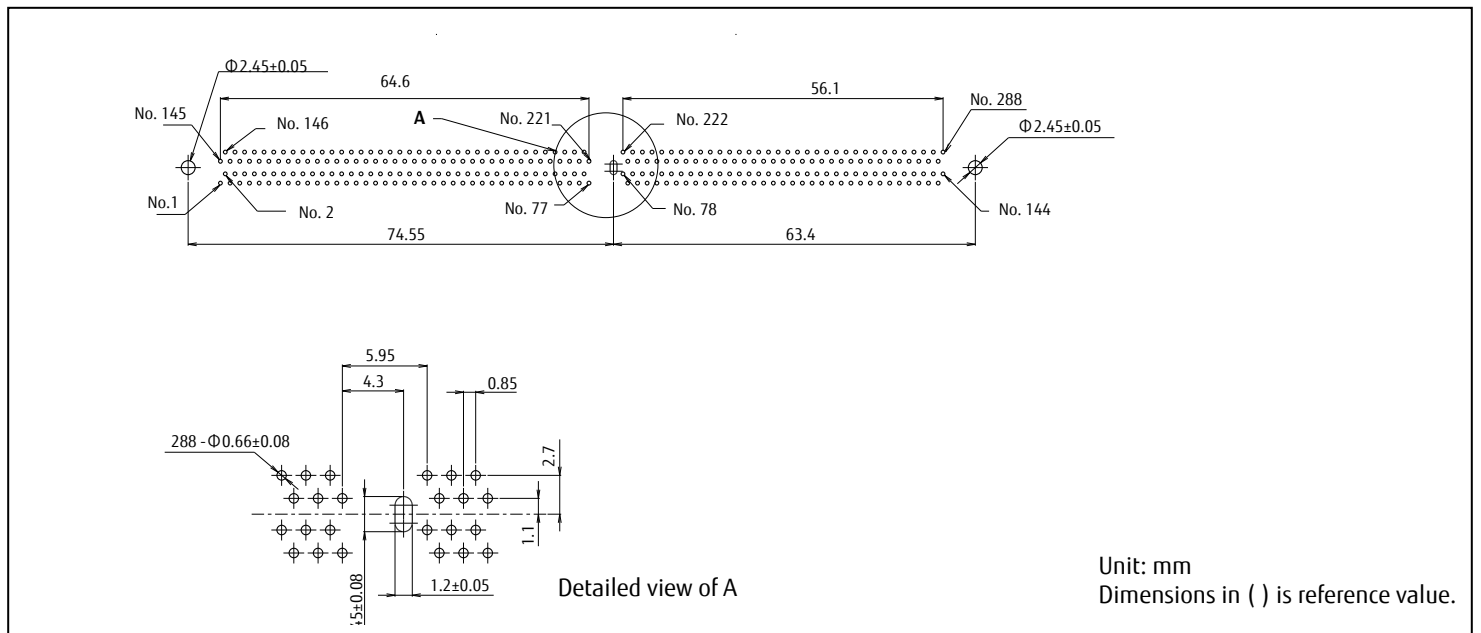 Φ2.45±0.05
64.6
56.1
No. 145
No. 146
A
No. 221
No. 222
No. 288
Φ2.45±0.05
No.1
No. 2
No. 77
No. 78
No. 144
74.55
63.4
5.95
4.3
0.85
288 -Φ0.66±0.08
2.7
1.1
1.2±0.05
Detailed view of A
Unit: mm
Dimensions in ( ) is reference value.